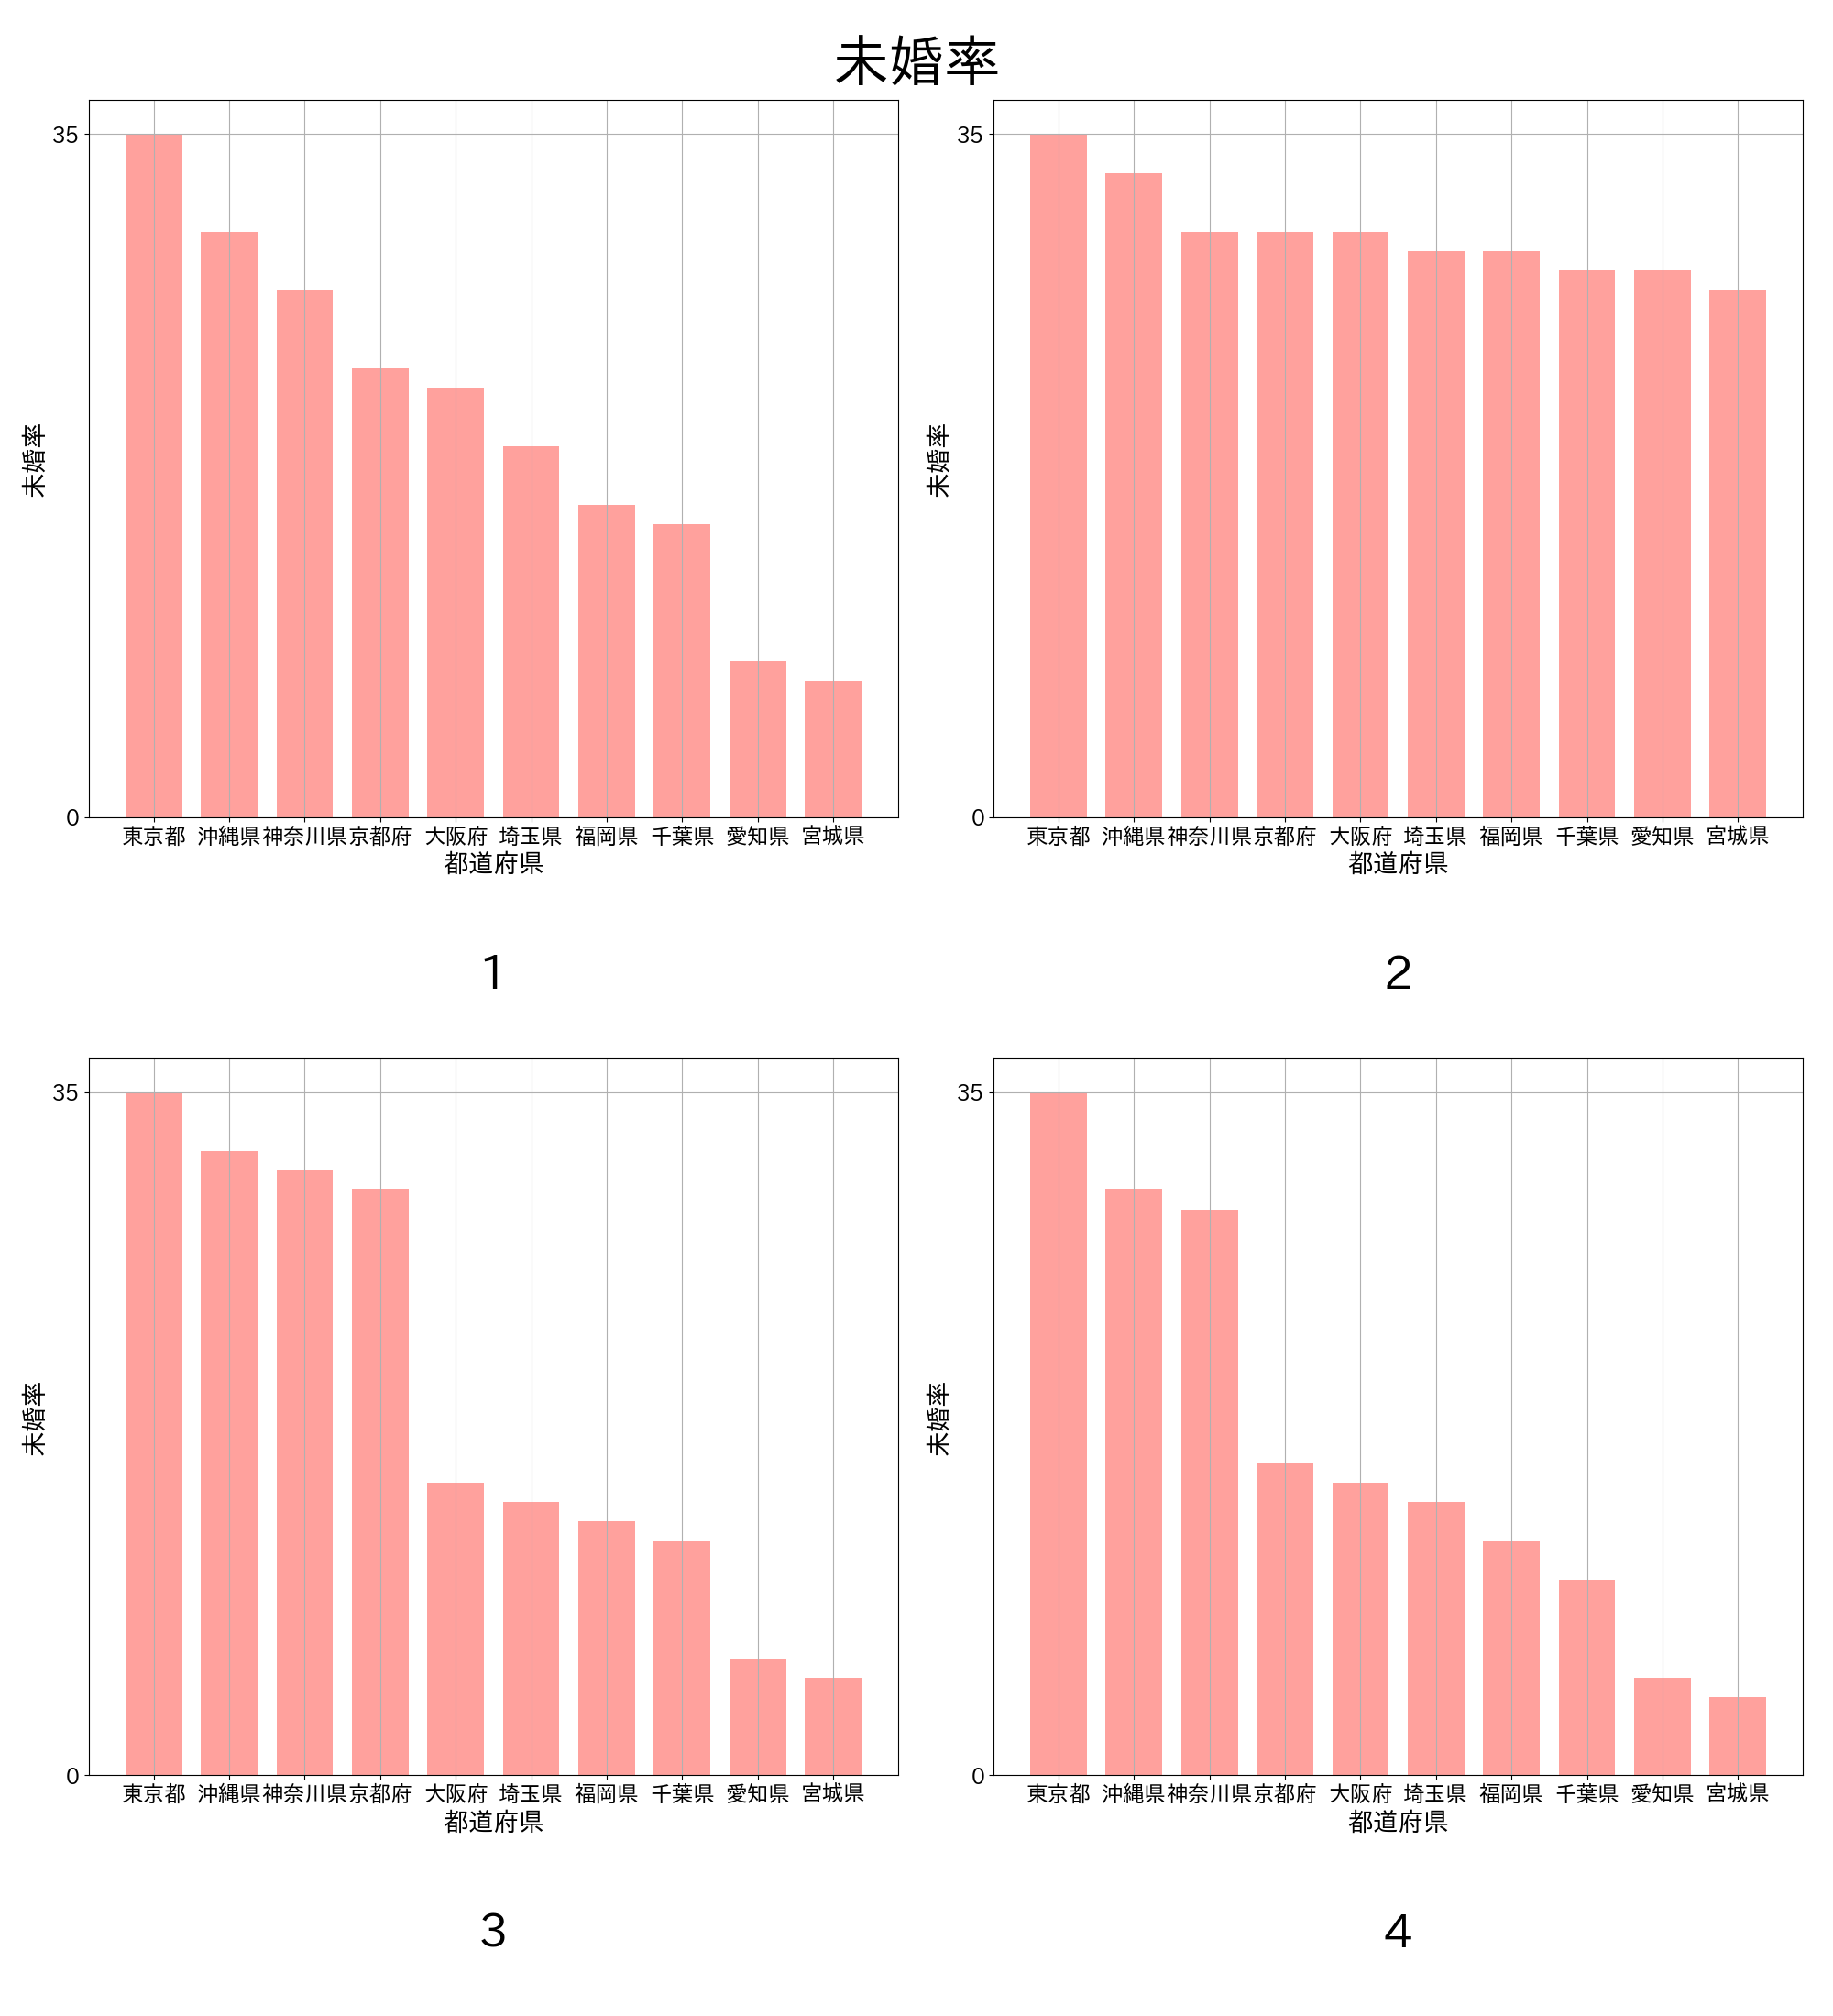 未婚率
35
0
未婚率
東京都 沖縄県 神奈川県 京都府 大阪府 埼玉県 福岡県 千葉県 愛知県 宮城県
都道府県
1
35
0
未婚率
東京都 沖縄県 神奈川県 京都府 大阪府 埼玉県 福岡県 千葉県 愛知県 宮城県
都道府県
2
35
0
未婚率
東京都 沖縄県 神奈川県 京都府 大阪府 埼玉県 福岡県 千葉県 愛知県 宮城県
都道府県
3
35
0
未婚率
東京都 沖縄県 神奈川県 京都府 大阪府 埼玉県 福岡県 千葉県 愛知県 宮城県
都道府県
4